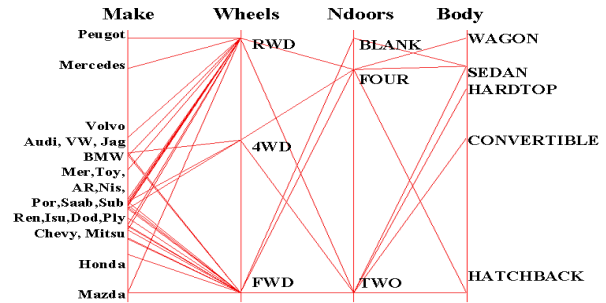 Make Wheels Ndoors Body
Peugot
RWD
BLANK
WAGON
Mercedes
FOUR
SEDAN
HARDTOP
Volvo
Audi, VW, Jag
BMW
4WD
CONVERTIBLE
Mer,Toy,
AR,Nis,
Por,Saab,Sub
Ren,Isu,Dod,Ply
Chevy, Mitsu
Honda
FWD
TWO
HATCHBACK
Mazda